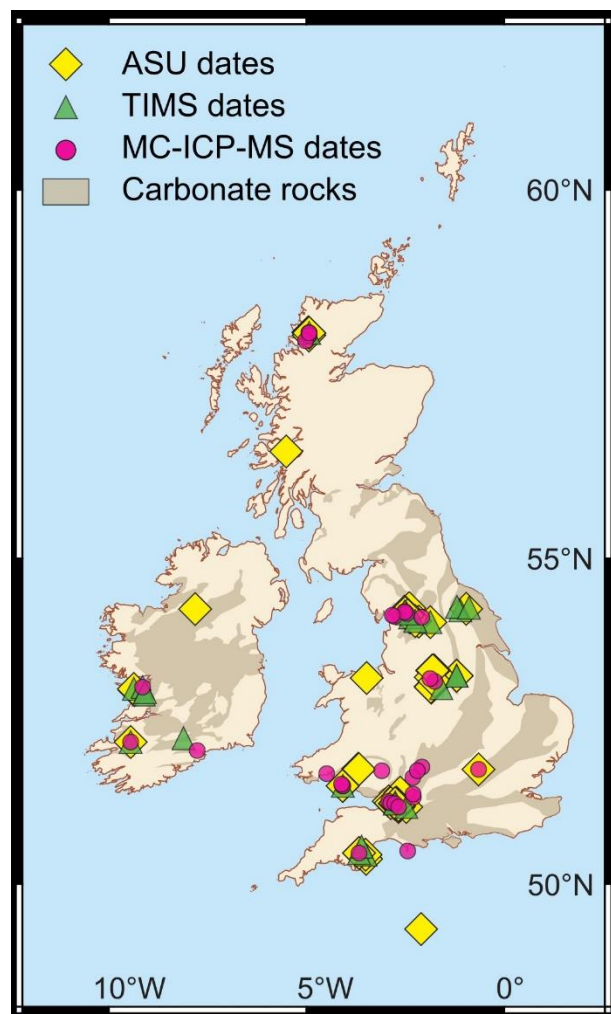 ASU dates
TIMS dates
MC-ICP-MS dates
Carbonate rocks
60°N
55°N
50°N
10°W 5°W 0°